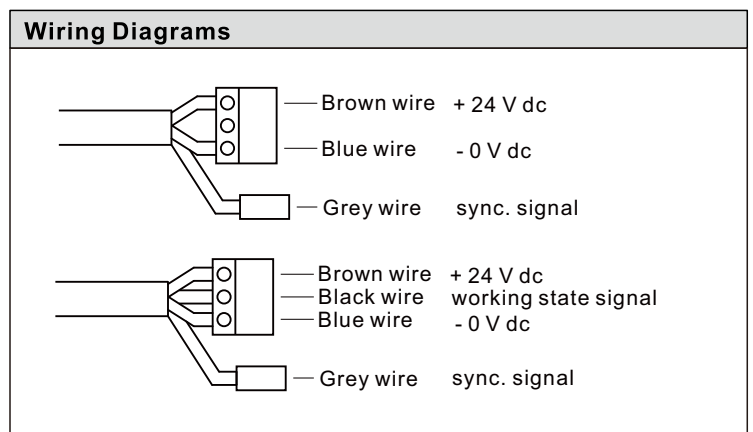 Wiring Diagrams
Brown wire + 24 V dc
Blue wire - 0 V dc
Grey wire sync. signal
Brown wire + 24 V dc
Black wire working state signal
Blue wire - 0 V dc
Grey wire sync. signal